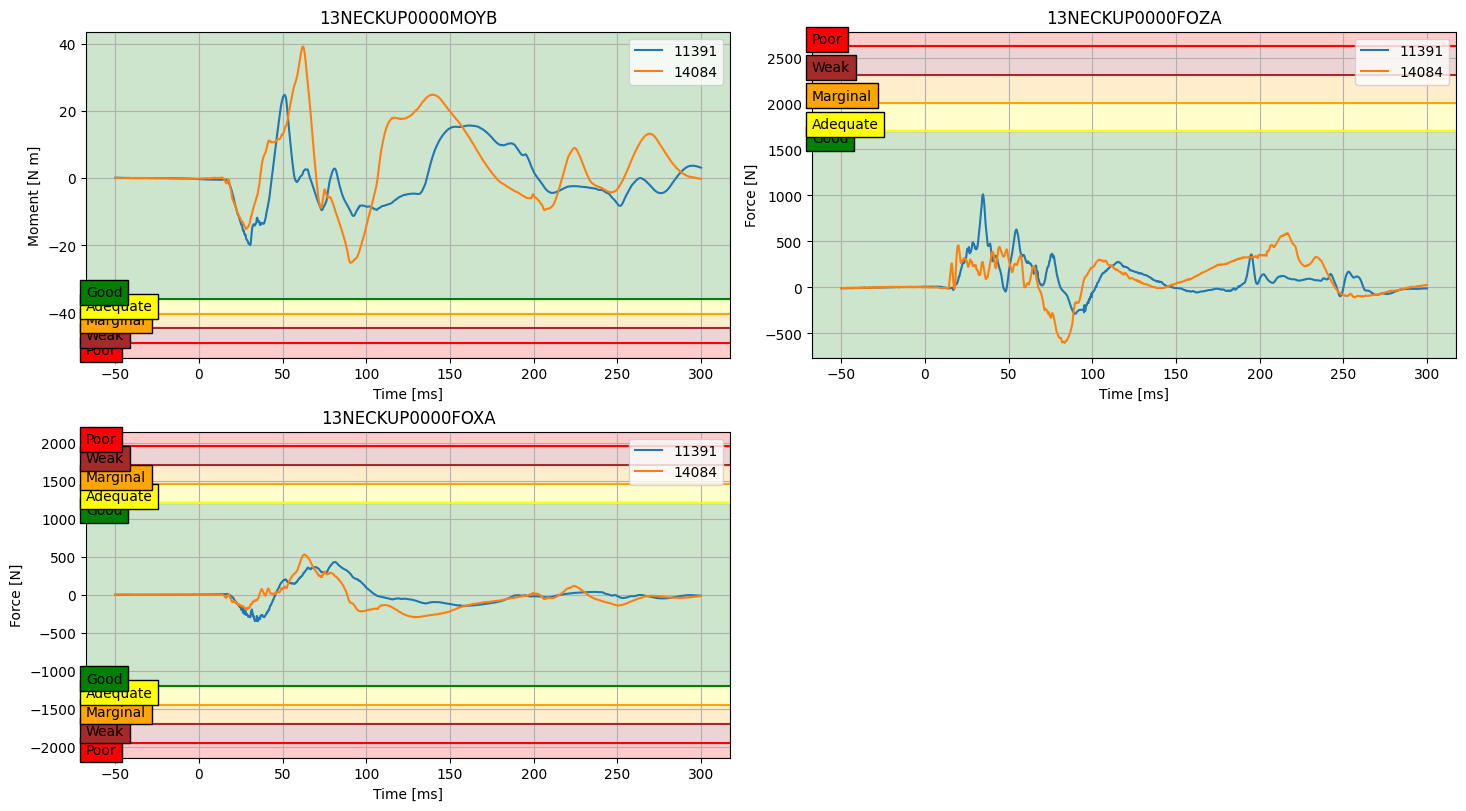 13NECKUP0000MOYB
Moment [N m]
40
20
0
−20
−40
Good
Adequate
Marginal
Weak
Poor
11391
14084
−50
0
50
100
150
200
250
300
Time [ms]
13NECKUP0000FOZA
Force [N]
2500
2000
1500
1000
500
0
−500
Poor
Weak
Marginal
Adequate
Good
11391
14084
−50
0
50
100
150
200
250
300
Time [ms]
13NECKUP0000FOXA
Force [N]
2000
1500
1000
500
0
−500
−1000
−1500
−2000
Poor
Weak
Marginal
Adequate
Good
Good
Adequate
Marginal
Weak
Poor
11391
14084
−50
0
50
100
150
200
250
300
Time [ms]